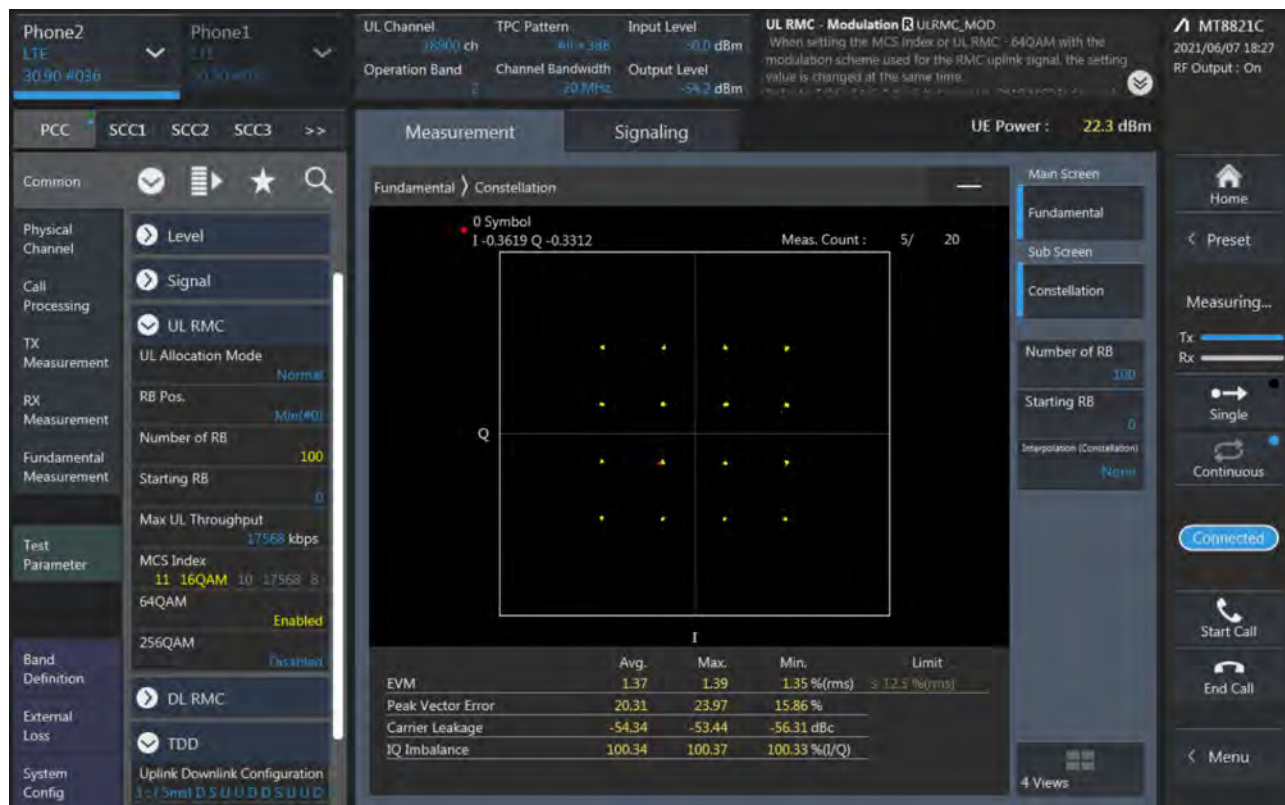 Phone2
LTE
30.90 #036
Phone1
UL Channel
18900 ch
Operation Band
2
TPC Pattern
All +3dB
Channel Bandwidth
20 MHz
Input Level
30.0 dBm
Output Level
-54.2 dBm
UL RMC - Modulation R ULRMC_MOD
When setting the MCS Index or UL RMC - 64QAM with the
modulation scheme used for the RMC uplink signal, the setting
value is changed at the same time.
MT8821C
2021/06/07 18:27
RF Output : On
PCC
SCC1
SCC2
SCC3
>>
Measurement
Signaling
UE Power : 22.3 dBm
Common
Physical
Channel
Call
Processing
TX
Measurement
RX
Measurement
Fundamental
Measurement
Test
Parameter
Band
Definition
External
Loss
System
Config
Level
Signal
UL RMC
UL Allocation Mode
Normal
RB Pos.
Min(#0)
Number of RB
100
Starting RB
0
Max UL Throughput
17568 kbps
MCS Index
11 16QAM 10 17568 8
64QAM
Enabled
256QAM
Disabled
DL RMC
TDD
Uplink Downlink Configuration
D S U U D D S U U D
Fundamental 〉 Constellation
0 Symbol
I -0.3619 Q -0.3312
Meas. Count : 5/ 20
Q
I
Avg. Max. Min. Limit
EVM 1.37 1.39 1.35 %(rms) ≤ 12.5 %(rms)
Peak Vector Error 20.31 23.97 15.86 %
Carrier Leakage -54.34 -53.44 -56.31 dBc
IQ Imbalance 100.34 100.37 100.33 %(I/Q)
Main Screen
Fundamental
Sub Screen
Constellation
Number of RB
100
Starting RB
0
Interpolation (Constellation)
None
4 Views
Home
< Preset
Measuring...
Tx
Rx
Single
Continuous
Connected
Start Call
End Call
< Menu